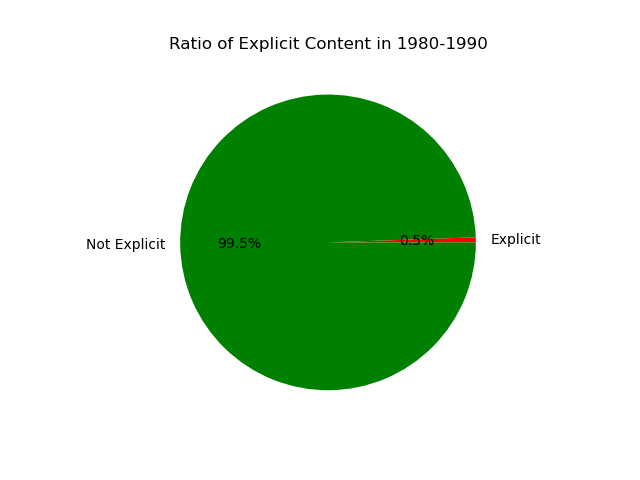 Ratio of Explicit Content in 1980-1990
Not Explicit
99.5%
0.5%
Explicit